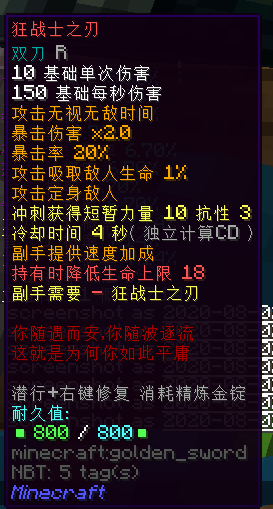 狂战士之刃
双刀 R
10 基础单次伤害
150 基础每秒伤害
攻击无视无敌时间
暴击伤害 x2.0
暴击率 20%
攻击吸取敌人生命 1%
攻击定身敌人
冲刺获得短暂力量 10 抗性 3
冷却时间 4 秒( 独立计算CD )
副手提供速度加成
持有时降低生命上限 18
副手需要 - 狂战士之刃
你随遇而安,你随波逐流
这就是为何你如此平庸
潜行+右键修复 消耗精炼金锭
耐久值:
800 / 800
minecraft:golden_sword
NBT: 5 tag(s)
Minecraft